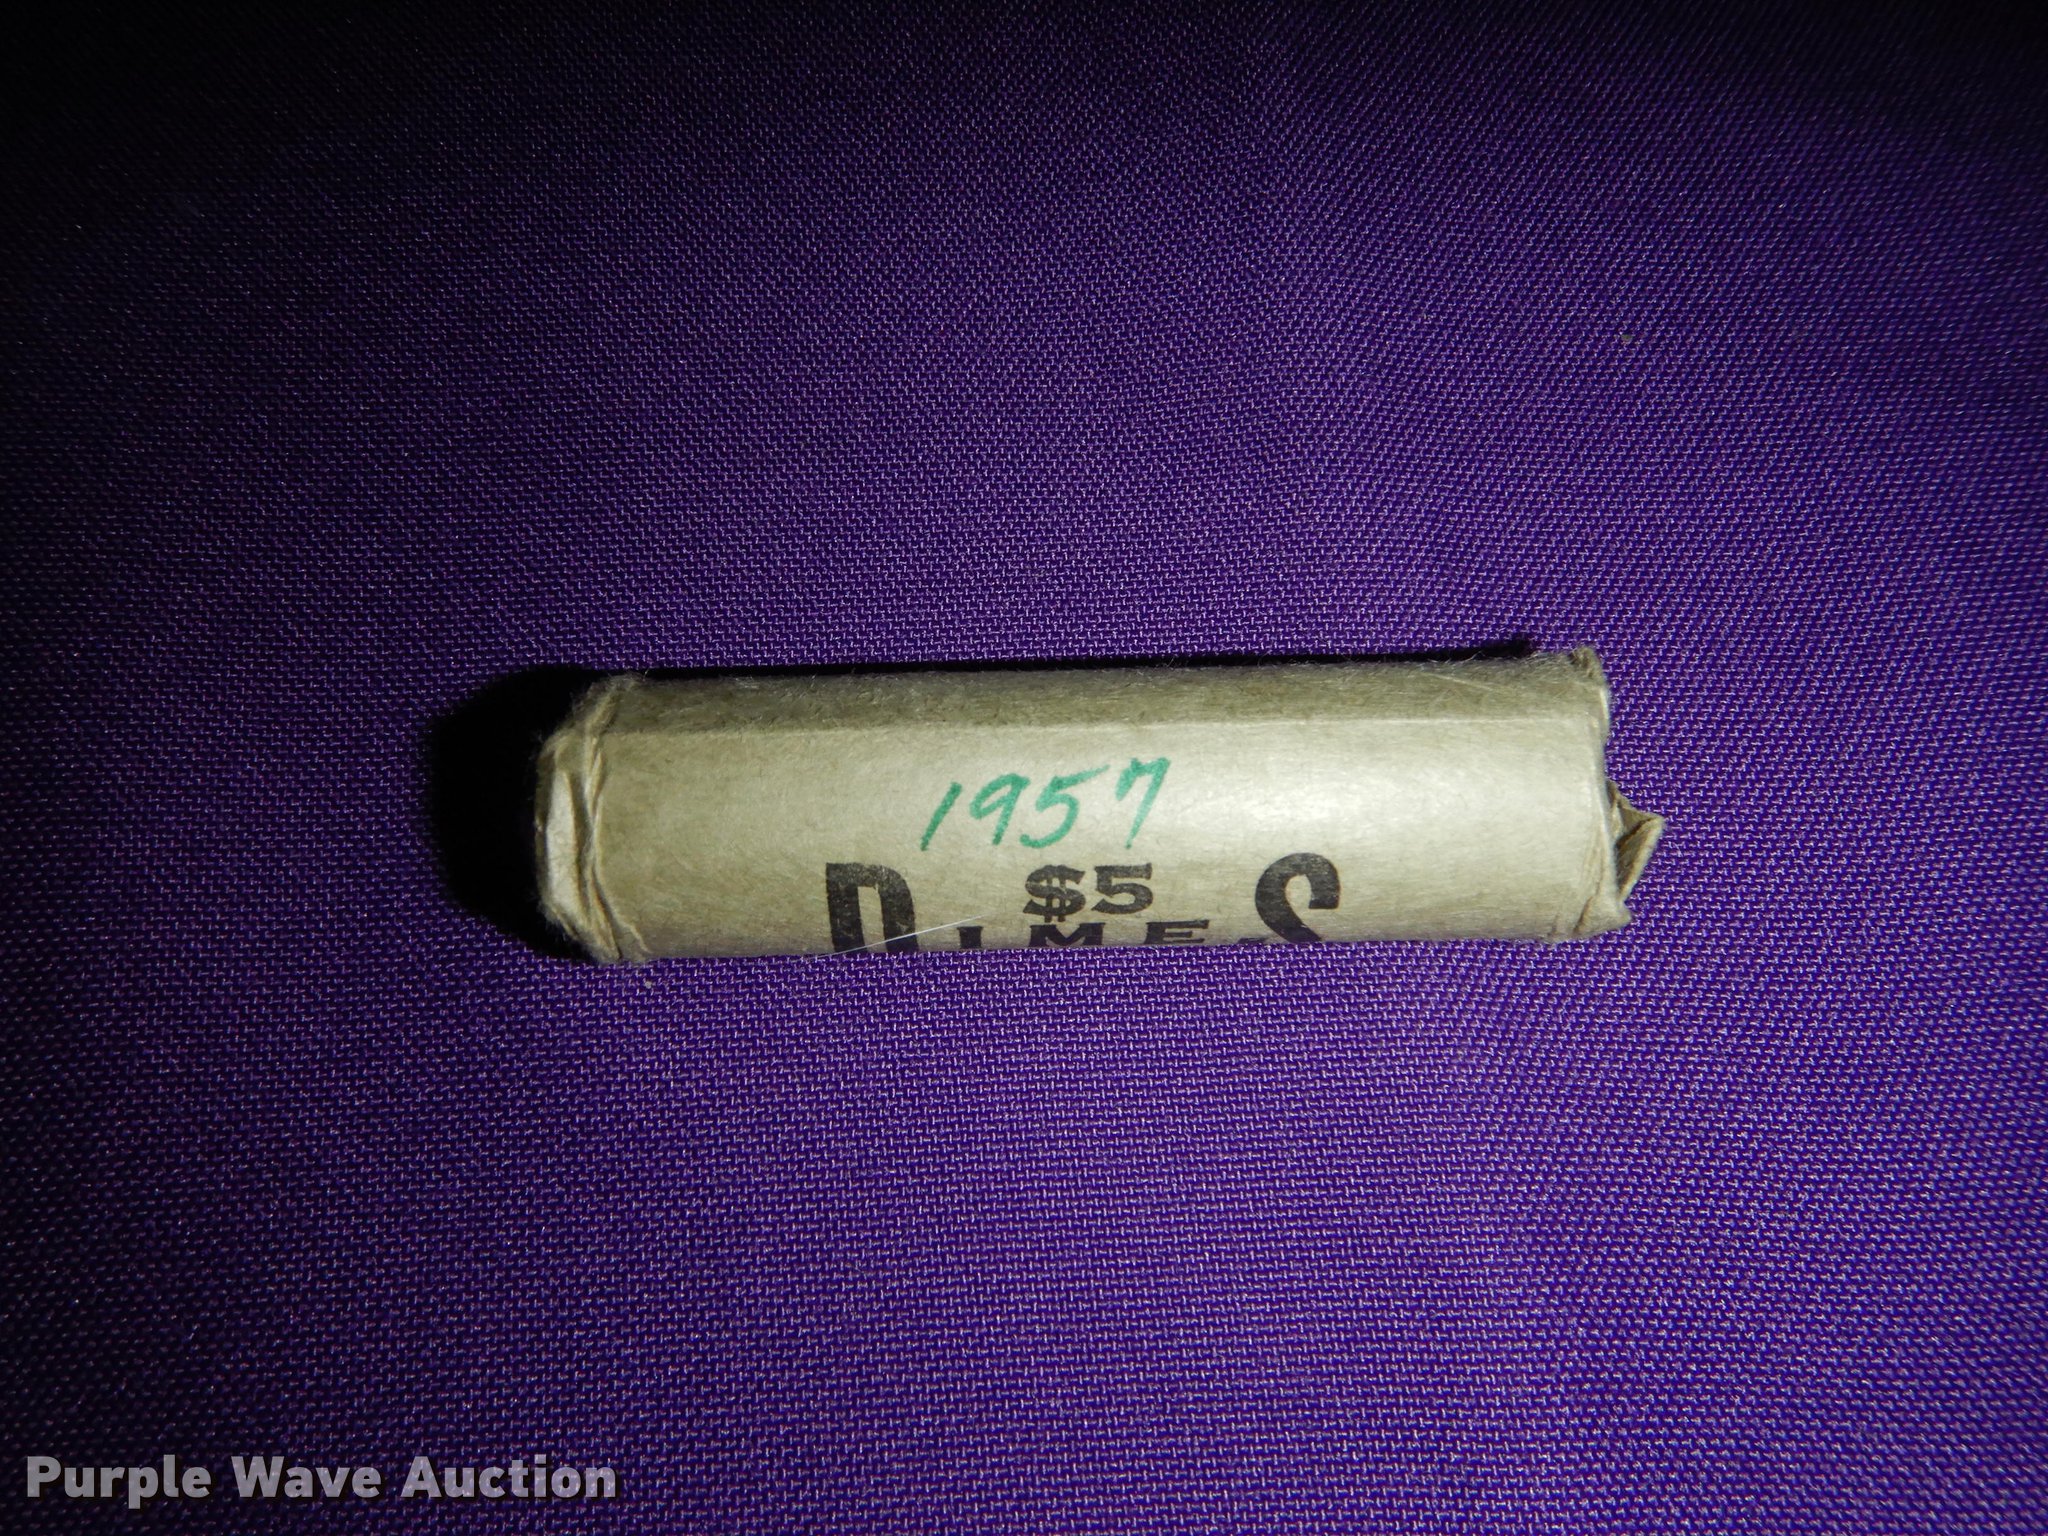 1957
$5
DIMES
Purple Wave Auction